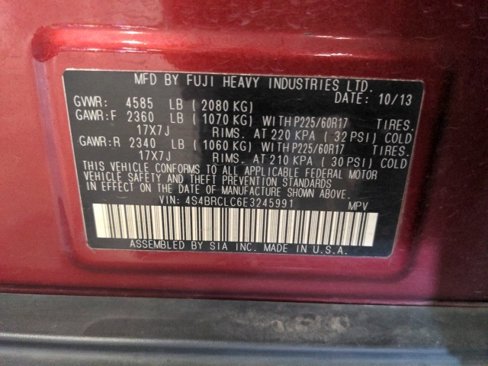 MFD BY FUJI HEAVY INDUSTRIES LTD.
DATE: 10/13
GVWR: 4585 LB (2080 KG)
GAWR:F 2360 LB (1070 KG) WITH P225/60R17 TIRES.
17X7J RIMS. AT 220 KPA (32 PSI) COLD
GAWR:R 2340 LB (1060 KG) WITH P225/60R17 TIRES.
17X7J RIMS. AT 210 KPA (30 PSI) COLD
THIS VEHICLE CONFORMS TO ALL APPLICABLE FEDERAL MOTOR
VEHICLE SAFETY AND THEFT PREVENTION STANDARDS
IN EFFECT ON THE DATE OF MANUFACTURE SHOWN ABOVE.
VIN: 4S4BRCLC6E3245991 MPV
ASSEMBLED BY SIA INC. MADE IN U.S.A.